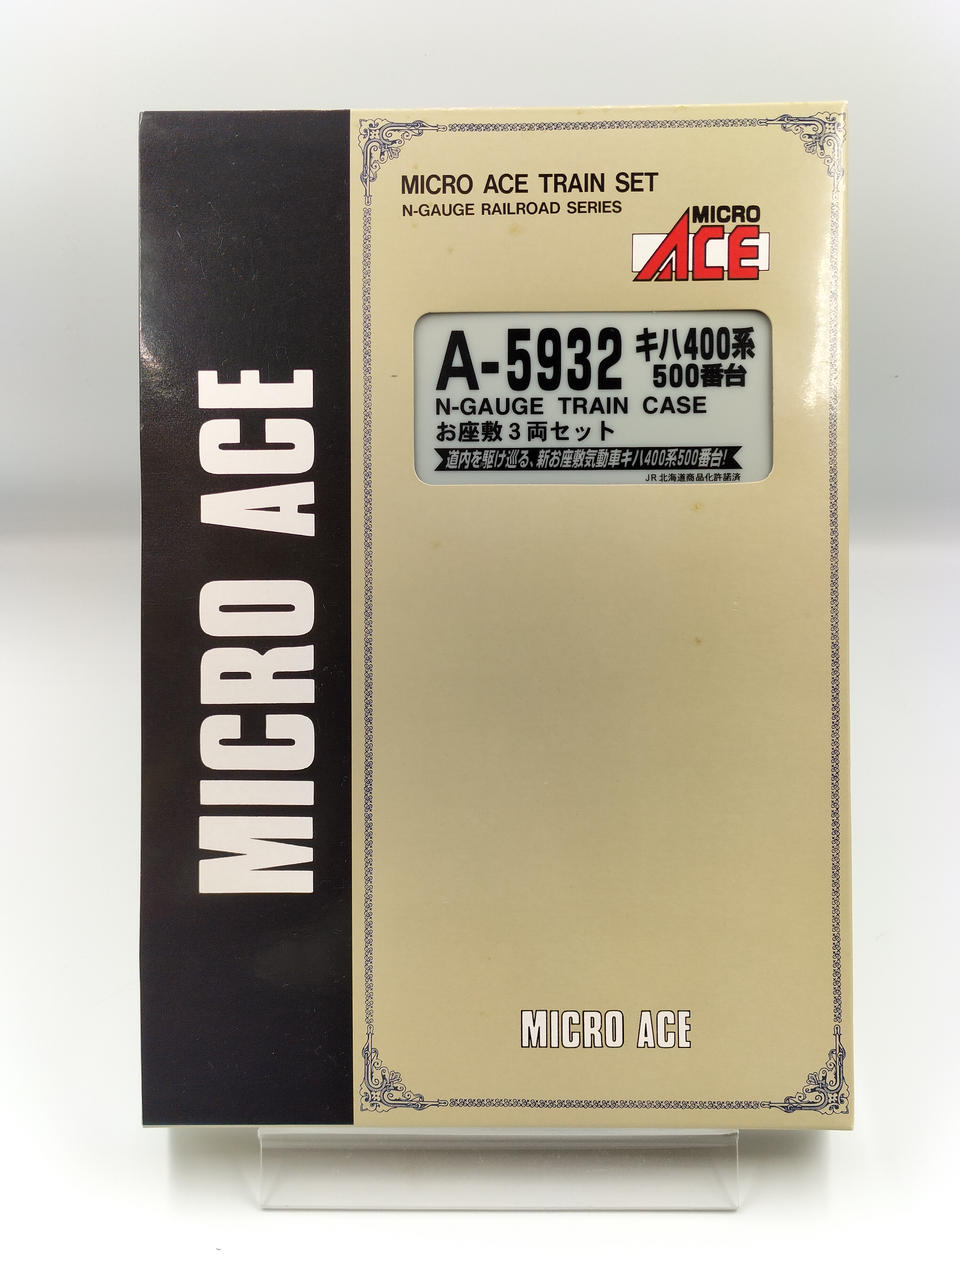 MICRO ACE
MICRO ACE TRAIN SET
N-GAUGE RAILROAD SERIES
MICRO
ACE
A-5932 キハ400系
500番台
N-GAUGE TRAIN CASE
お座敷3両セット
道内を駆け巡る、新お座敷気動車キハ400系500番台!
JR北海道商品化許諾済
MICRO ACE